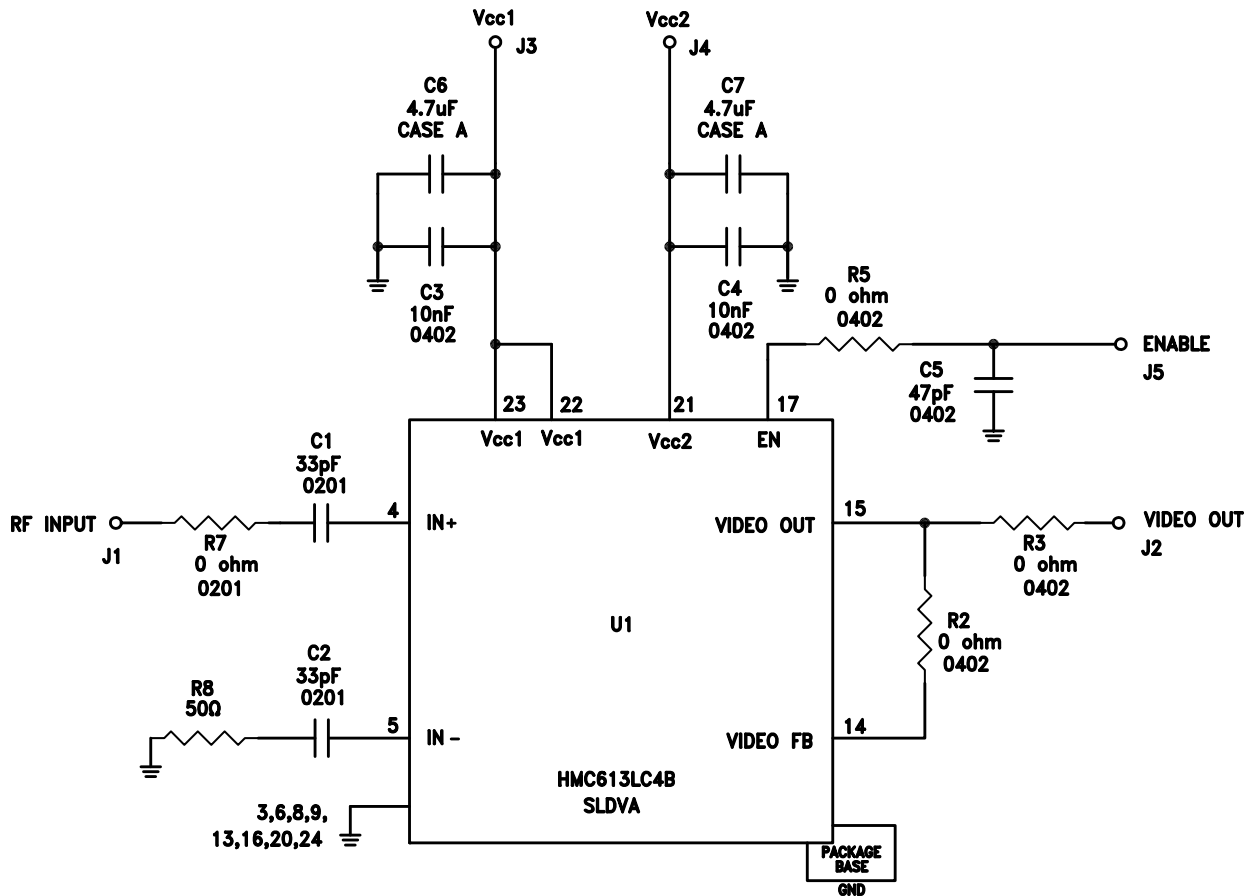 Vcc1
J3
Vcc2
J4
C6
4.7uF
CASE A
C7
4.7uF
CASE A
C3
10nF
0402
C4
10nF
0402
R5
0 ohm
0402
ENABLE
J5
C5
47pF
0402
23
22
21
17
Vcc1
Vcc1
Vcc2
EN
C1
33pF
0201
RF INPUT
J1
R7
0 ohm
0201
4
IN+
VIDEO OUT
15
VIDEO OUT
J2
R3
0 ohm
0402
U1
R2
0 ohm
0402
C2
33pF
0201
R8
50Ω
5
IN-
VIDEO FB
14
HMC613LC4B
SLDVA
3,6,8,9,
13,16,20,24
PACKAGE
BASE
GND